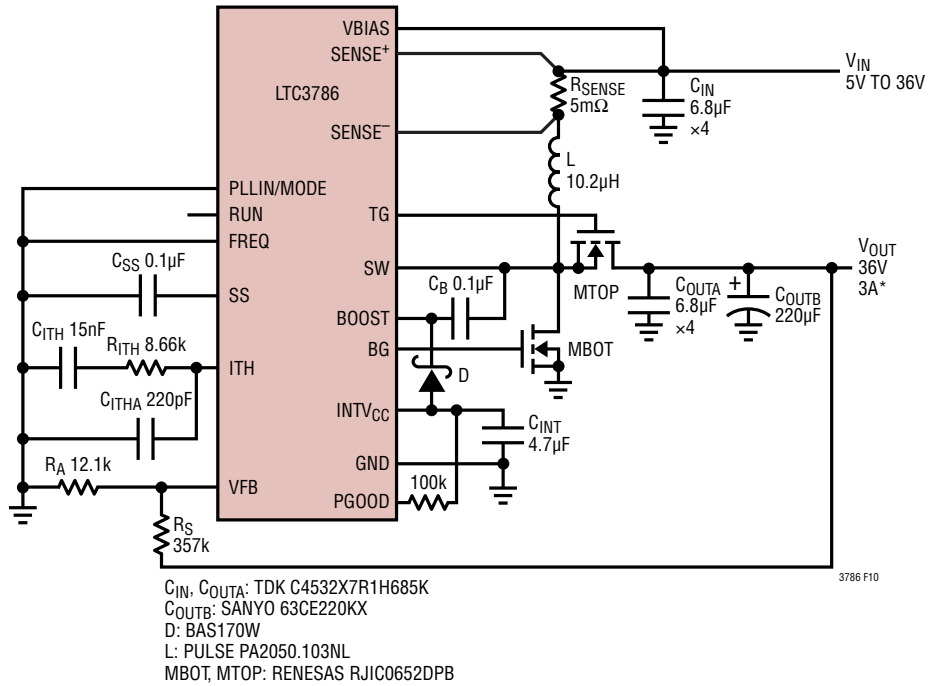 VBIAS
SENSE+
LTC3786
SENSE–
PLLIN/MODE
RUN
FREQ
SS
ITH
VFB
TG
SW
BOOST
BG
INTVCC
GND
PGOOD
VIN
5V TO 36V
RSENSE
5mΩ
CIN
6.8µF
×4
L
10.2µH
MTOP
MBOT
VOUT
36V
3A*
COUTA
6.8µF
×4
+
COUTB
220µF
CB 0.1µF
D
CINT
4.7µF
100k
CSS 0.1µF
CITH 15nF
RITH 8.66k
CITHA 220pF
RA 12.1k
RS
357k
3786 F10
CIN, COUTA: TDK C4532X7R1H685K
COUTB: SANYO 63CE220KX
D: BAS170W
L: PULSE PA2050.103NL
MBOT, MTOP: RENESAS RJIC0652DPB